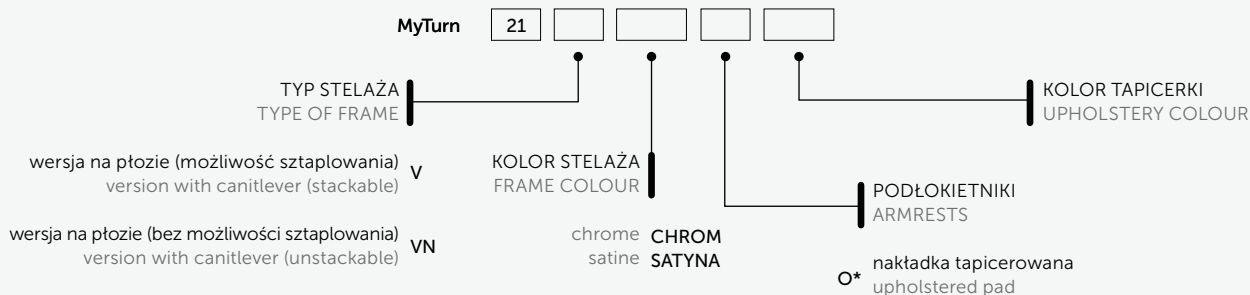 MyTurn 21
TYP STELAŻA
TYPE OF FRAME
wersja na płozie (możliwość sztaplowania) V
version with canitlever (stackable)
wersja na płozie (bez możliwości sztaplowania) VN
version with canitlever (unstackable)
KOLOR STELAŻA
FRAME COLOUR
chrome CHROM
satine SATYNA
PODŁOKIETNIKI
ARMRESTS
O* nakładka tapicerowana
upholstered pad
KOLOR TAPICERKI
UPHOLSTERY COLOUR